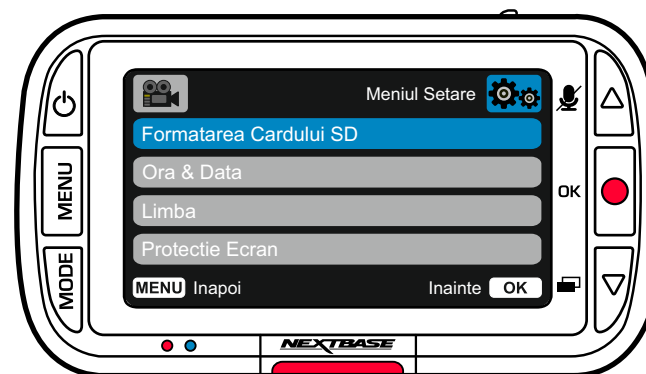 Meniul Setare
Formatarea Cardului SD
Ora & Data
Limba
Protectie Ecran
MENU Inapoi
Inainte OK
MENU
MODE
OK
NEXTBASE